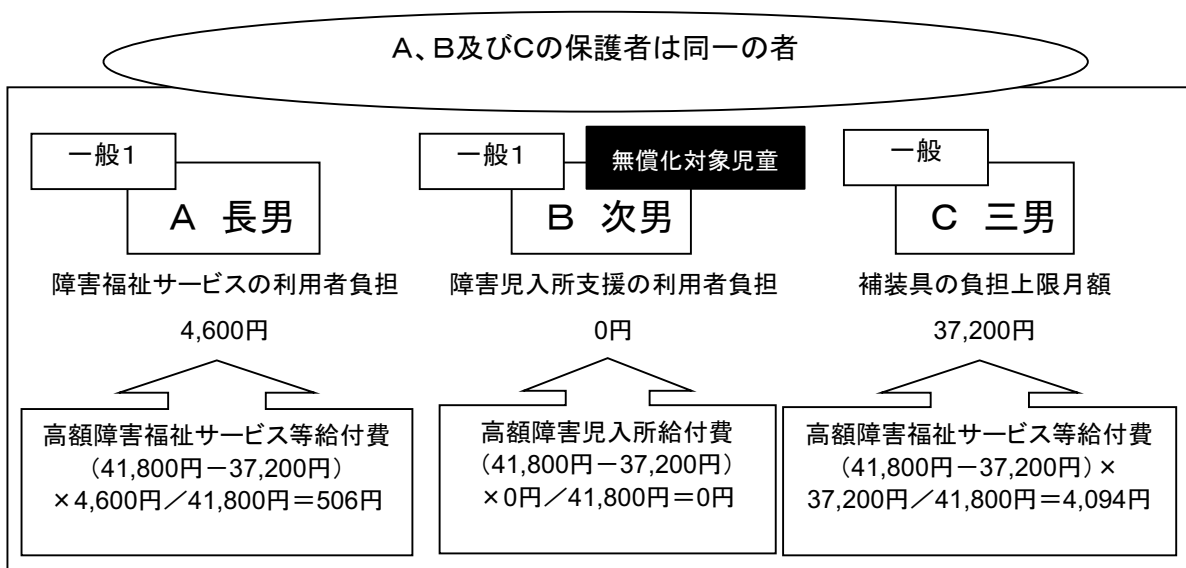 A、B及びCの保護者は同一の者
一般1
A 長男
障害福祉サービスの利用者負担
4,600円
高額障害福祉サービス等給付費
（41,800円－37,200円）
×4,600円／41,800円＝506円
一般1
無償化対象児童
B 次男
障害児入所支援の利用者負担
0円
高額障害児入所給付費
（41,800円－37,200円）
×0円／41,800円＝0円
一般
C 三男
補装具の負担上限月額
37,200円
高額障害福祉サービス等給付費
（41,800円－37,200円）×
37,200円／41,800円＝4,094円